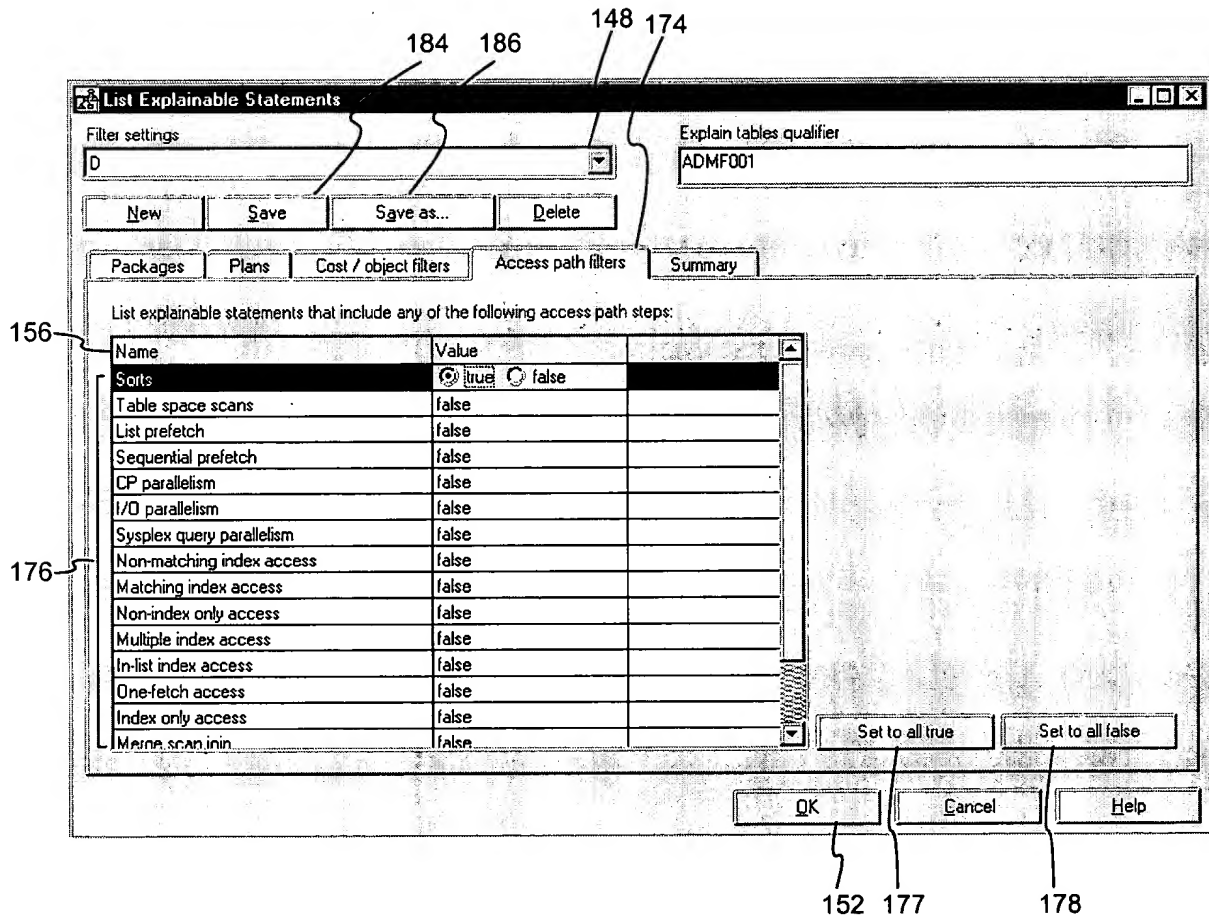 148 174
184 186
List Explainable Statements
Filter settings
Explain tables qualifier
D
ADMF001
New Save Save as... Delete
Packages Plans Cost / object filters Access path filters Summary
List explainable statements that include any of the following access path steps:
156
Name Value
Sorts true false
Table space scans false
List prefetch false
Sequential prefetch false
CP parallelism false
I/O parallelism false
Sysplex query parallelism false
Non-matching index access false
176
Matching index access false
Non-index only access false
Multiple index access false
In-list index access false
One-fetch access false
Index only access false
Merge scan join false
Set to all true Set to all false
OK Cancel Help
152 177 178